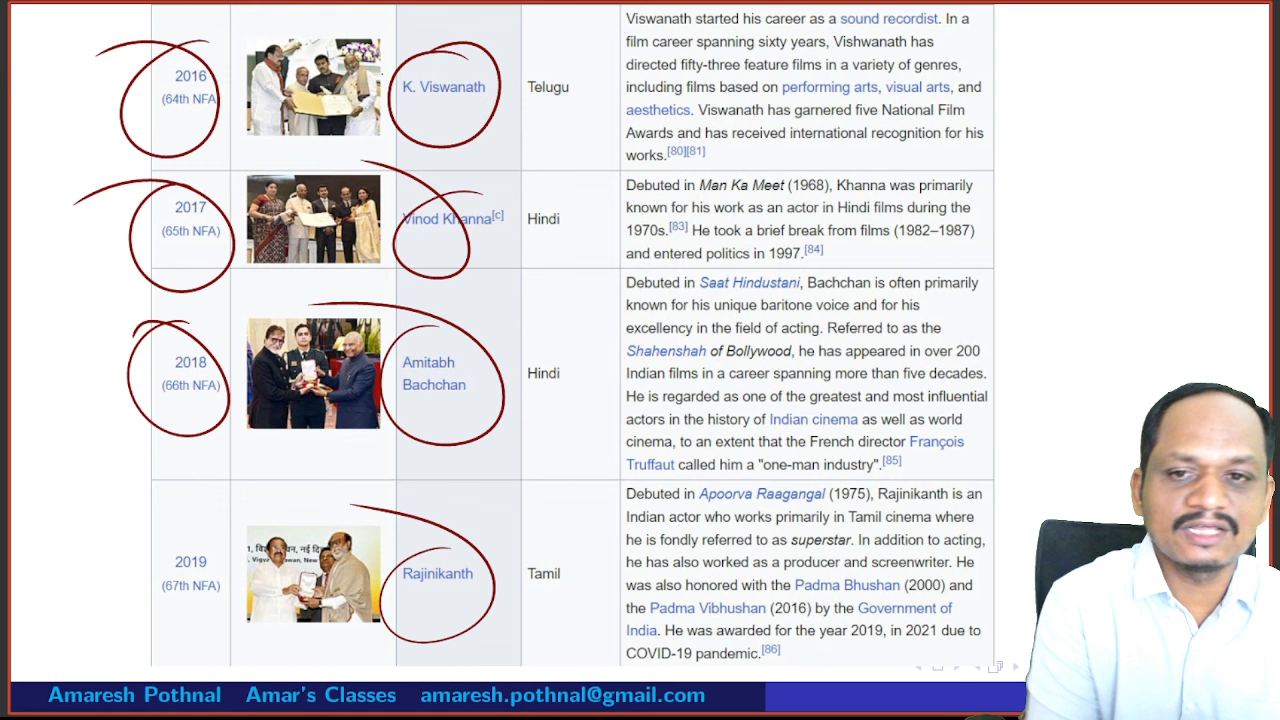 2016
(64th NFA
K. Viswanath
Telugu
Viswanath started his career as a sound recordist. In a
film career spanning sixty years, Vishwanath has
directed fifty-three feature films in a variety of genres,
including films based on performing arts, visual arts, and
aesthetics. Viswanath has garnered five National Film
Awards and has received international recognition for his
works.[80][81]
2017
(65th NFA)
Vinod Khanna[c]
Hindi
Debuted in Man Ka Meet (1968), Khanna was primarily
known for his work as an actor in Hindi films during the
1970s.[83] He took a brief break from films (1982–1987)
and entered politics in 1997.[84]
2018
(66th NFA)
Amitabh
Bachchan
Hindi
Debuted in Saat Hindustani, Bachchan is often primarily
known for his unique baritone voice and for his
excellency in the field of acting. Referred to as the
Shahenshah of Bollywood, he has appeared in over 200
Indian films in a career spanning more than five decades.
He is regarded as one of the greatest and most influential
actors in the history of Indian cinema as well as world
cinema, to an extent that the French director François
Truffaut called him a "one-man industry".[85]
2019
(67th NFA)
Rajinikanth
Tamil
Debuted in Apoorva Raagangal (1975), Rajinikanth is an
Indian actor who works primarily in Tamil cinema where
he is fondly referred to as superstar. In addition to acting,
he has also worked as a producer and screenwriter. He
was also honored with the Padma Bhushan (2000) and
the Padma Vibhushan (2016) by the Government of
India. He was awarded for the year 2019, in 2021 due to
COVID-19 pandemic.[86]
Amaresh Pothnal Amar's Classes amaresh.pothnal@gmail.com